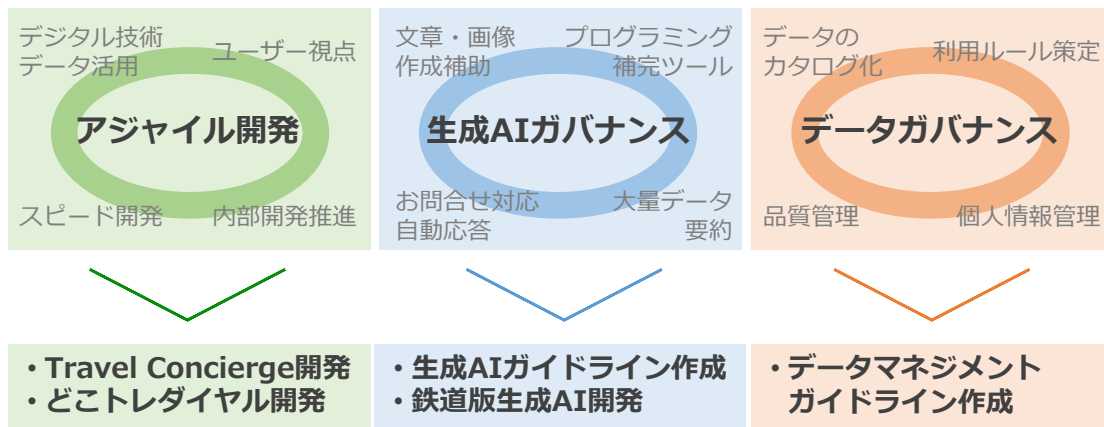 デジタル技術
データ活用
ユーザー視点
アジャイル開発
スピード開発
内部開発推進
文章・画像
作成補助
プログラミング
補完ツール
生成AIガバナンス
お問合せ対応
自動応答
大量データ
要約
データの
カタログ化
利用ルール策定
データガバナンス
品質管理
個人情報管理
・Travel Concierge開発
・どこトレダイヤル開発
・生成AIガイドライン作成
・鉄道版生成AI開発
・データマネジメント
ガイドライン作成